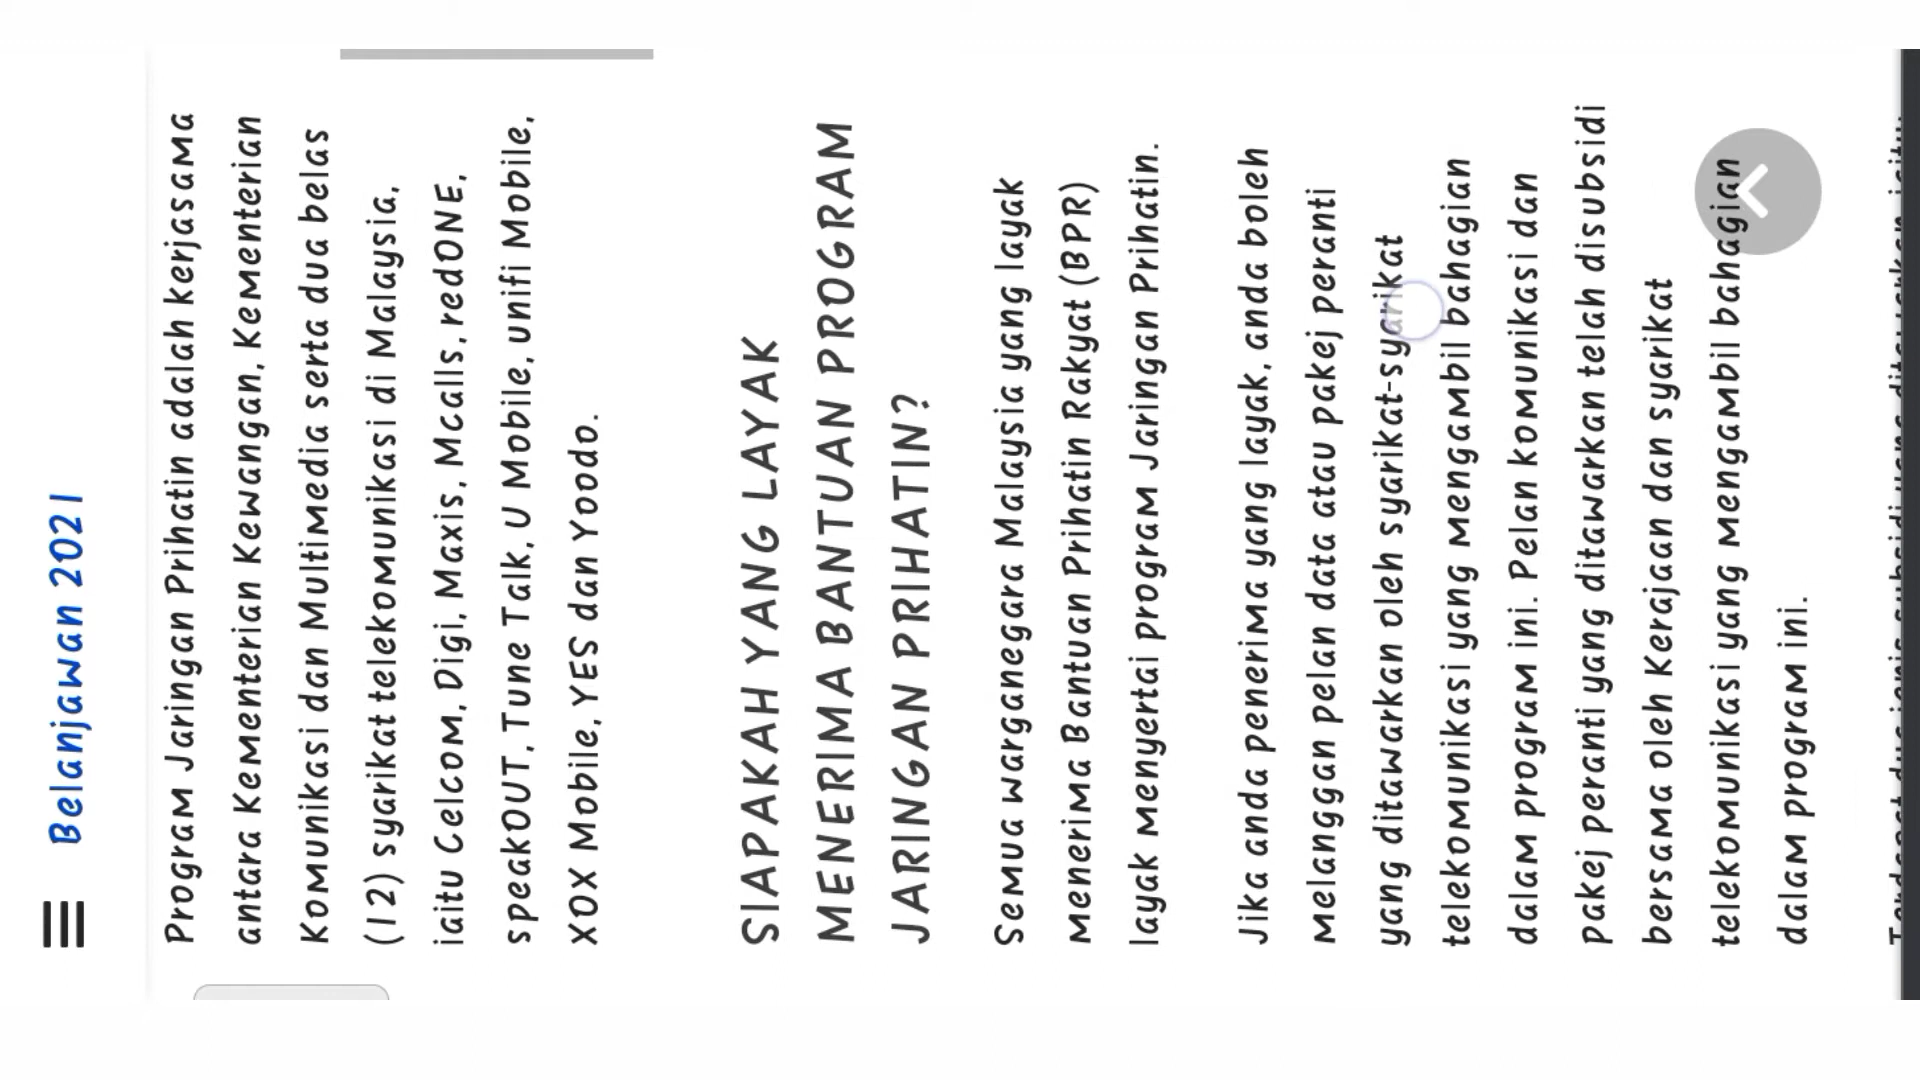 Belanjawan 2021
Program Jaringan Prihatin adalah kerjasama
antara Kementerian Kewangan, Kementerian
Komunikasi dan Multimedia serta dua belas
(12) syarikat telekomunikasi di Malaysia,
iaitu Celcom, Digi, Maxis, Mcalls, redONE,
speakOUT, Tune Talk, U Mobile, unifi Mobile,
XOX Mobile, YES dan Yoodo.
SIAPAKAH YANG LAYAK
MENERIMA BANTUAN PROGRAM
JARINGAN PRIHATIN?
Semua warganegara Malaysia yang layak
menerima Bantuan Prihatin Rakyat (BPR)
layak menyertai program Jaringan Prihatin.
Jika anda penerima yang layak, anda boleh
melanggan pelan data atau pakej peranti
yang ditawarkan oleh syarikat-syarikat
telekomunikasi yang mengambil bahagian
dalam program ini. Pelan komunikasi dan
pakej peranti yang ditawarkan telah disubsidi
bersama oleh Kerajaan dan syarikat
telekomunikasi yang mengambil bahagian
dalam program ini.